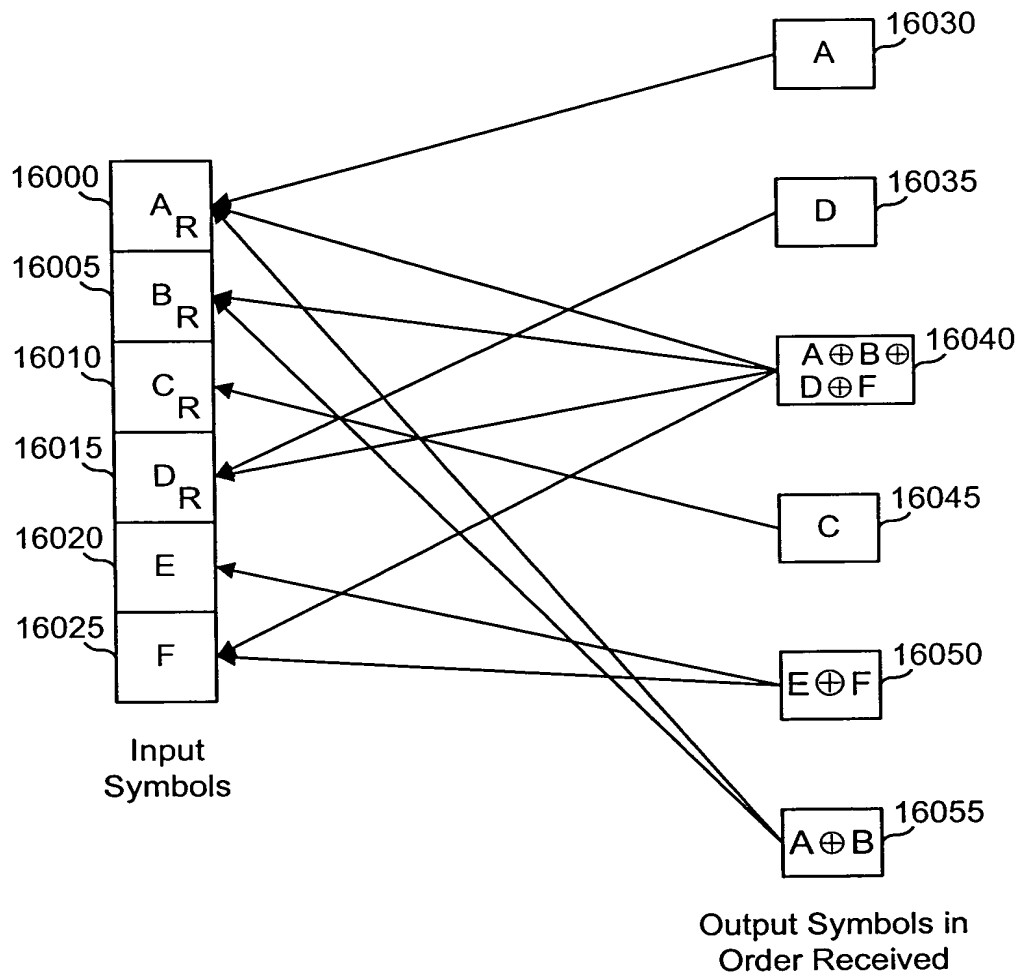 16030
A
16000
A R
16035
D
16005
B R
16010
C R
16040
A⊕B⊕
D⊕F
16015
D R
16045
C
16020
E
16025
F
16050
E⊕F
Input
Symbols
16055
A⊕B
Output Symbols in
Order Received